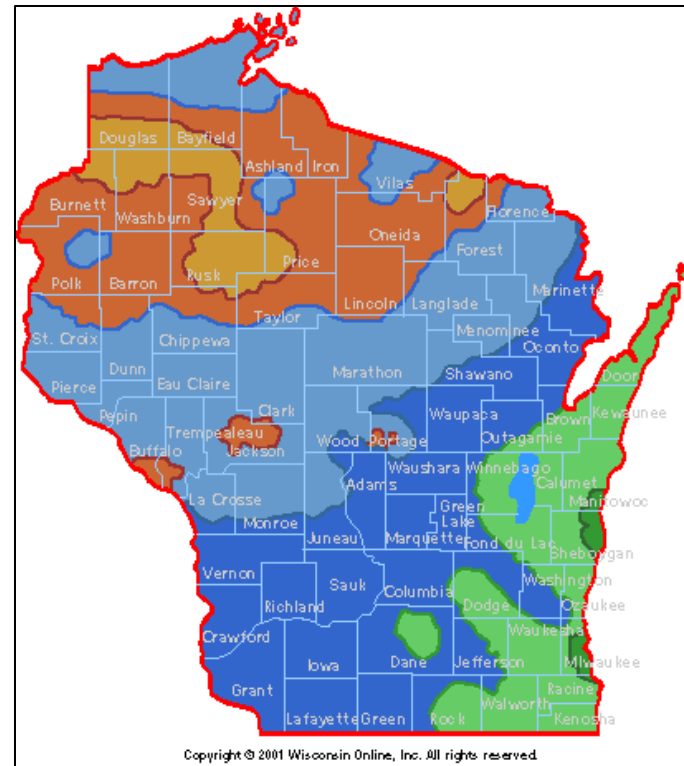 Douglas
Bayfield
Ashland
Iron
Vilas
Burnett
Washburn
Sawyer
Florence
Oneida
Forest
Polk
Barron
Rusk
Price
Marinette
Lincoln
Langlade
Taylor
Menominee
St. Croix
Chippewa
Oconto
Dunn
Marathon
Shawano
Pierce
Eau Claire
Door
Pepin
Clark
Waupaca
Brown
Kewaunee
Trempealeau
Outagamie
Buffalo
Jackson
Wood
Portage
Waushara
Winnebago
Calumet
Adams
La Crosse
Green
Lake
Manitowoc
Monroe
Juneau
Marquette
Fond du Lac
Sheboygan
Vernon
Sauk
Columbia
Washington
Richland
Dodge
Ozaukee
Crawford
Waukesha
Iowa
Dane
Jefferson
Milwaukee
Grant
Racine
Walworth
Lafayette
Green
Rock
Kenosha
Copyright © 2001 Wisconsin Online, Inc. All rights reserved.